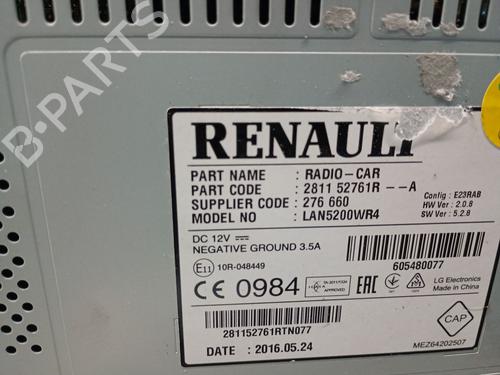 B-PARTS
RENAULT
PART NAME : RADIO-CAR
PART CODE : 2811 52761R --A
SUPPLIER CODE : 276 660
MODEL NO : LAN5200WR4
Config : E23RAB
HW Ver : 2.0.8
SW Ver : 5.2.8
DC 12V
NEGATIVE GROUND 3.5A
E11 10R-048449
605480077
CE 0984
APPROVED
EAC
LG Electronics
Made in China
281152761RTN077
DATE : 2016.05.24
CAP
MEZ64202507